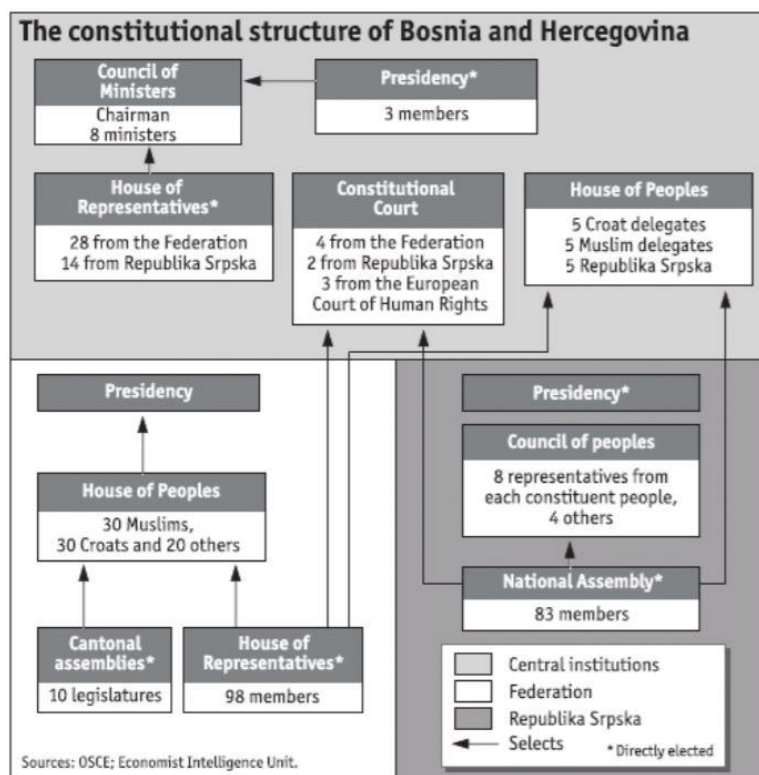 The constitutional structure of Bosnia and Hercegovina
Council of
Ministers
Chairman
8 ministers
Presidency*
3 members
House of
Representatives*
28 from the Federation
14 from Republika Srpska
Constitutional
Court
4 from the Federation
2 from Republika Srpska
3 from the European
Court of Human Rights
House of Peoples
5 Croat delegates
5 Muslim delegates
5 Republika Srpska
Presidency
House of Peoples
30 Muslims,
30 Croats and 20 others
Cantonal
assemblies*
10 legislatures
House of
Representatives*
98 members
Presidency*
Council of peoples
8 representatives from
each constituent people,
4 others
National Assembly*
83 members
Central institutions
Federation
Republika Srpska
Selects
* Directly elected
Sources: OSCE; Economist Intelligence Unit.